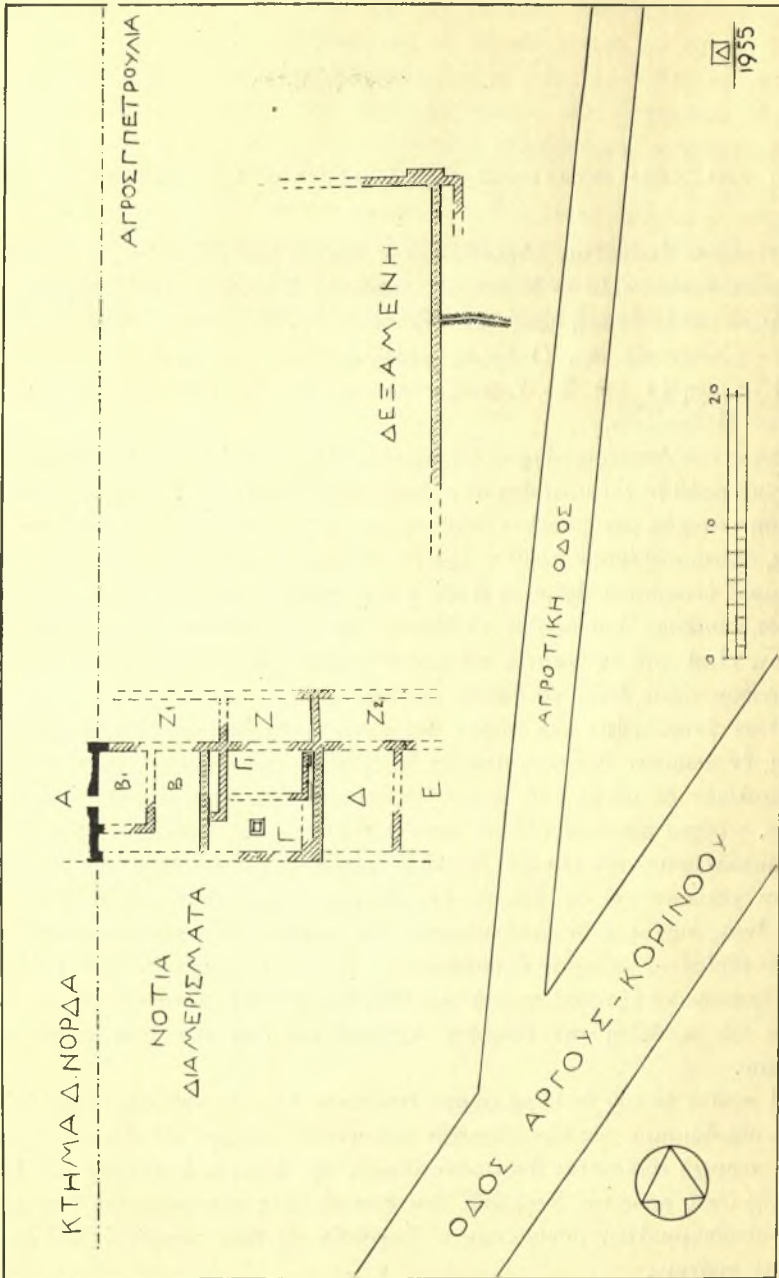 ΚΤΗΜΑ Δ. ΝΟΡΔΑ
ΑΓΡΟΣ Γ ΠΕΤΡΟΥΛΙΑ
ΝΟΤΙΑ
ΔΙΑΜΕΡΙΣΜΑΤΑ
Α
Β1
Β
Γ
Γ1
Δ
Ε
Ζ1
Ζ
Ζ2
ΔΕΞΑΜΕΝΗ
ΑΓΡΟΤΙΚΗ ΟΔΟΣ
ΟΔΟΣ ΑΡΓΟΥΣ-ΚΟΡΙΝΘΟΥ
0 10 20
Δ
1955